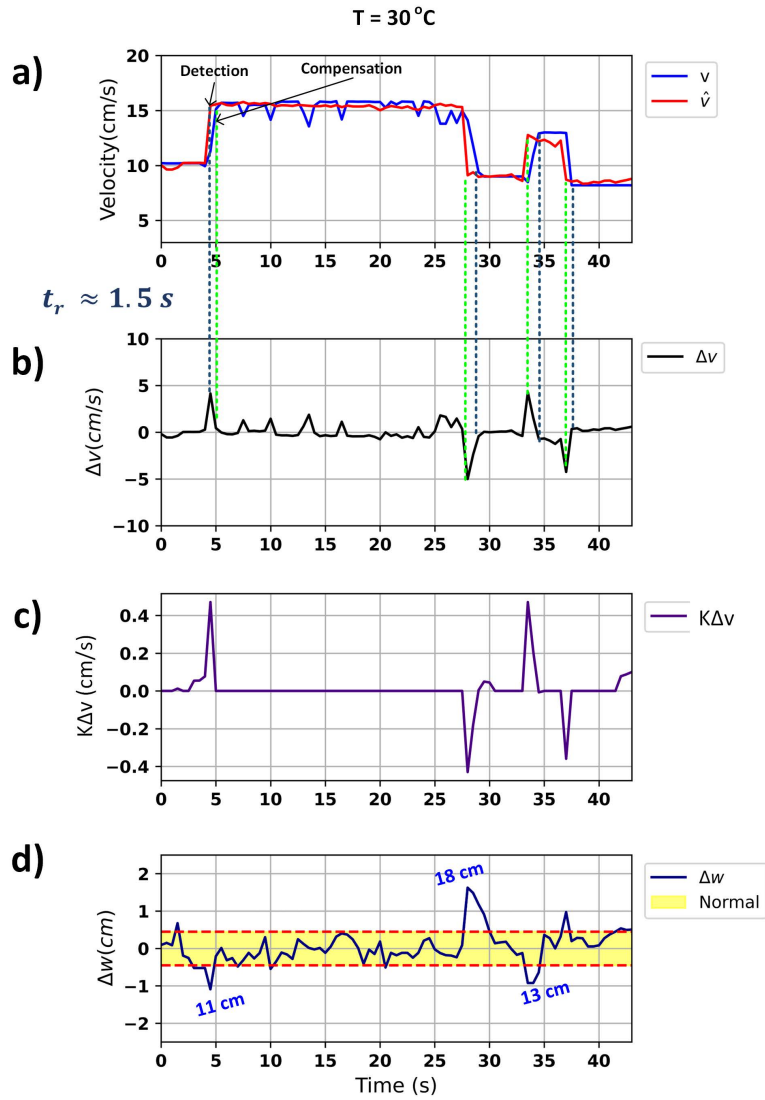 T = 30 °C
a)
Velocity(cm/s)
20
15
10
5
Detection
Compensation
v
v̂
0 5 10 15 20 25 30 35 40
t_r ≈ 1.5 s
b)
Δv(cm/s)
10
5
0
−5
−10
Δv
0 5 10 15 20 25 30 35 40
c)
KΔv (cm/s)
0.4
0.2
0.0
−0.2
−0.4
KΔv
0 5 10 15 20 25 30 35 40
d)
Δw(cm)
2
1
0
−1
−2
18 cm
11 cm
13 cm
Δw
Normal
0 5 10 15 20 25 30 35 40
Time (s)